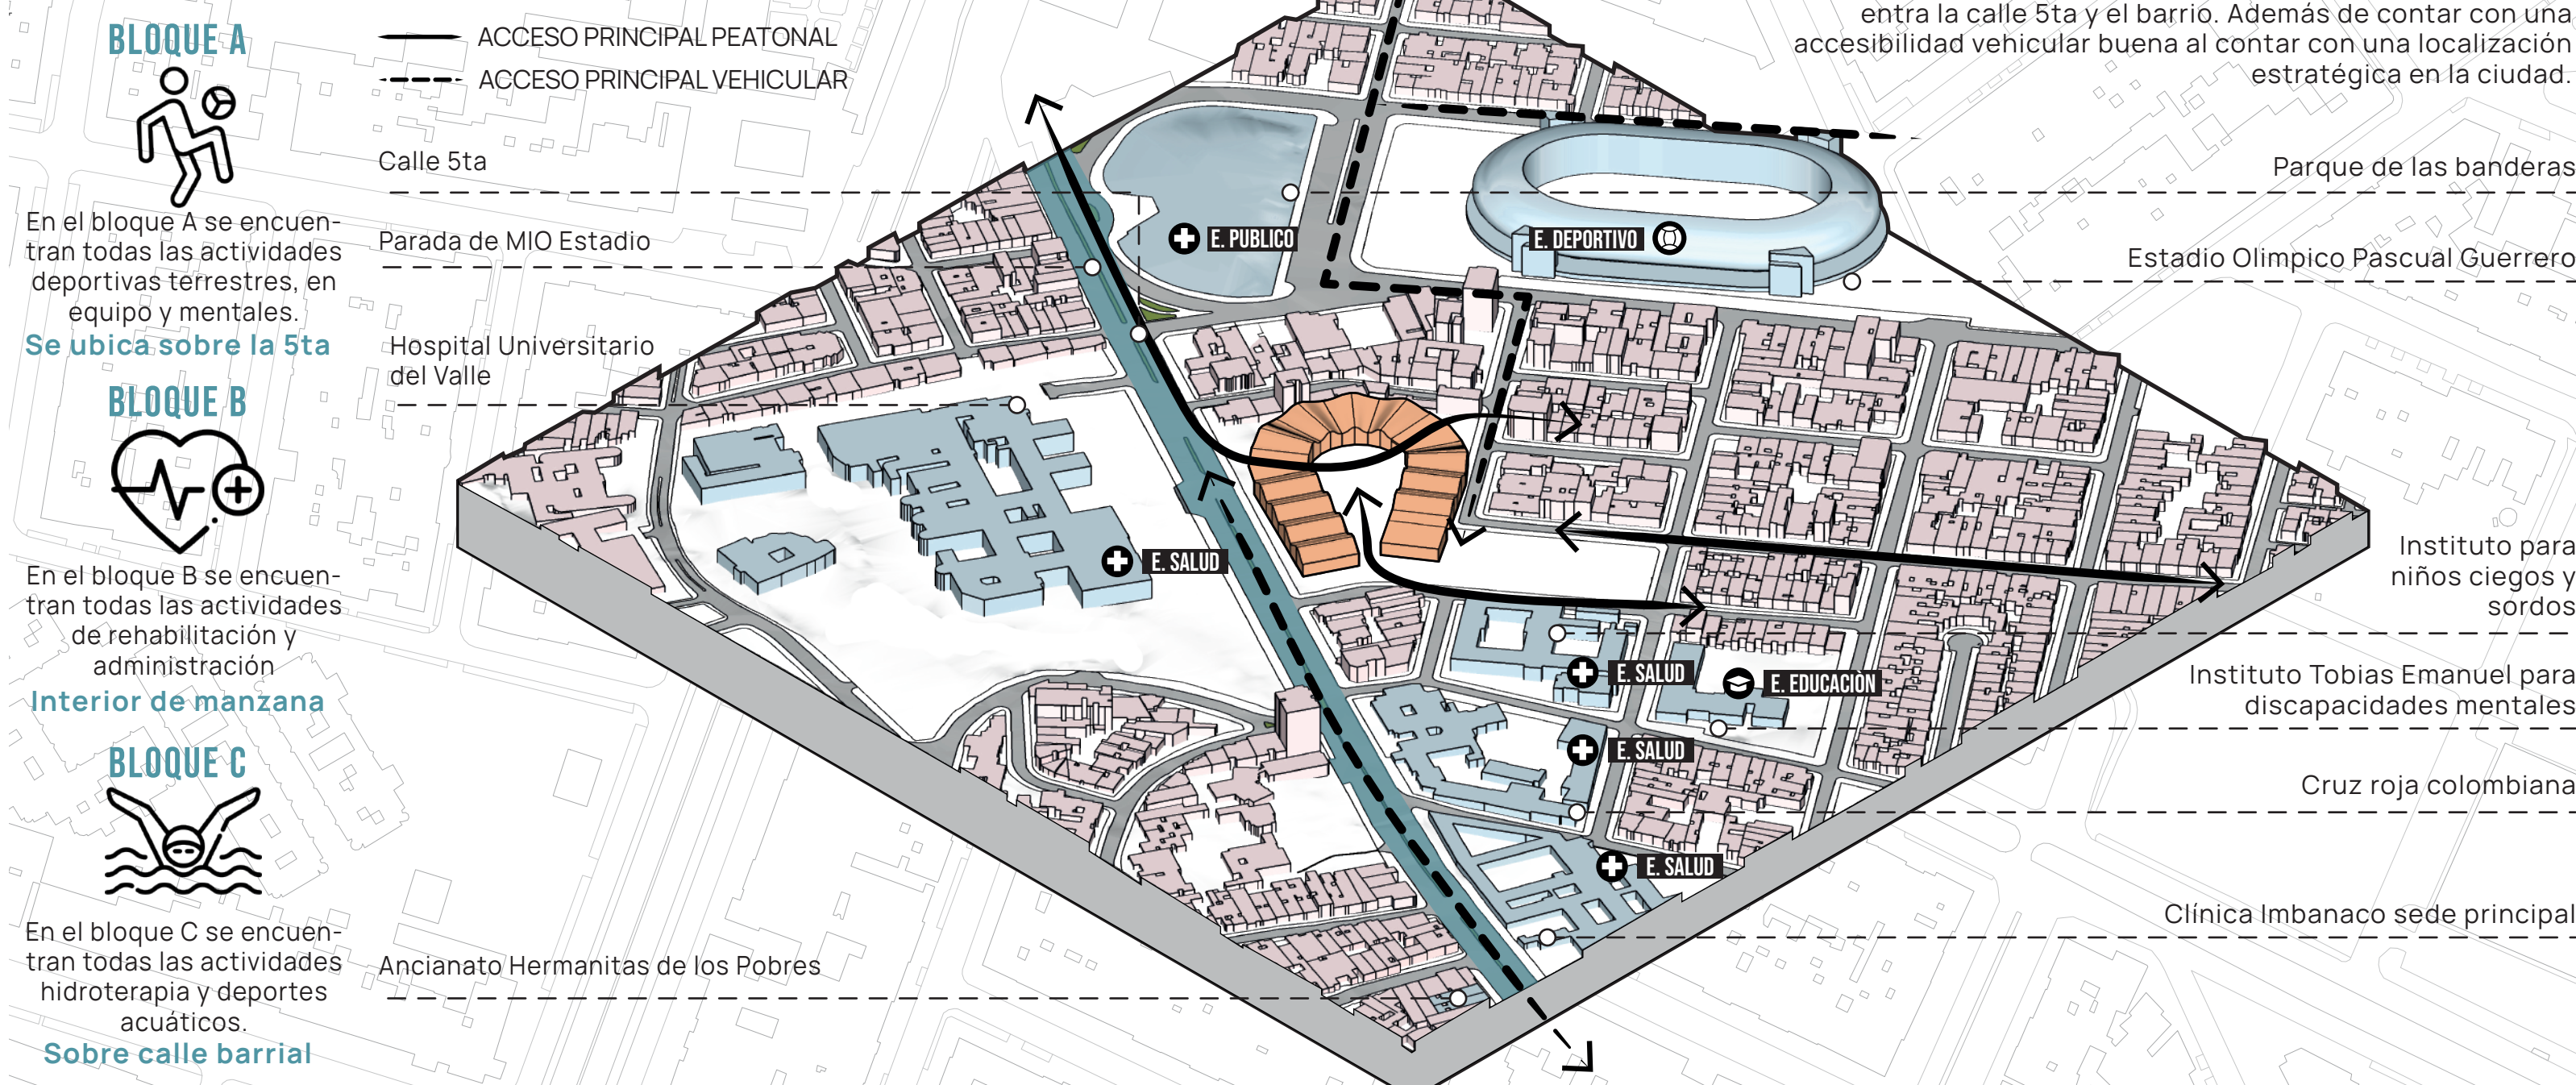 BLOQUE A
En el bloque A se encuen-
tran todas las actividades
deportivas terrestres, en
equipo y mentales.
Se ubica sobre la 5ta
BLOQUE B
En el bloque B se encuen-
tran todas las actividades
de rehabilitación y
administración
Interior de manzana
BLOQUE C
En el bloque C se encuen-
tran todas las actividades
hidroterapia y deportes
acuáticos.
Sobre calle barrial
ACCESO PRINCIPAL PEATONAL
ACCESO PRINCIPAL VEHICULAR
Calle 5ta
Parada de MIO Estadio
Hospital Universitario
del Valle
Ancianato Hermanitas de los Pobres
E. PUBLICO
E. DEPORTIVO
E. SALUD
E. SALUD
E. EDUCACIÒN
E. SALUD
E. SALUD
entra la calle 5ta y el barrio. Además de contar con una
accesibilidad vehicular buena al contar con una localización
estratégica en la ciudad.
Parque de las banderas
Estadio Olimpico Pascual Guerrero
Instituto para
niños ciegos y
sordos
Instituto Tobias Emanuel para
discapacidades mentales
Cruz roja colombiana
Clínica Imbanaco sede principal